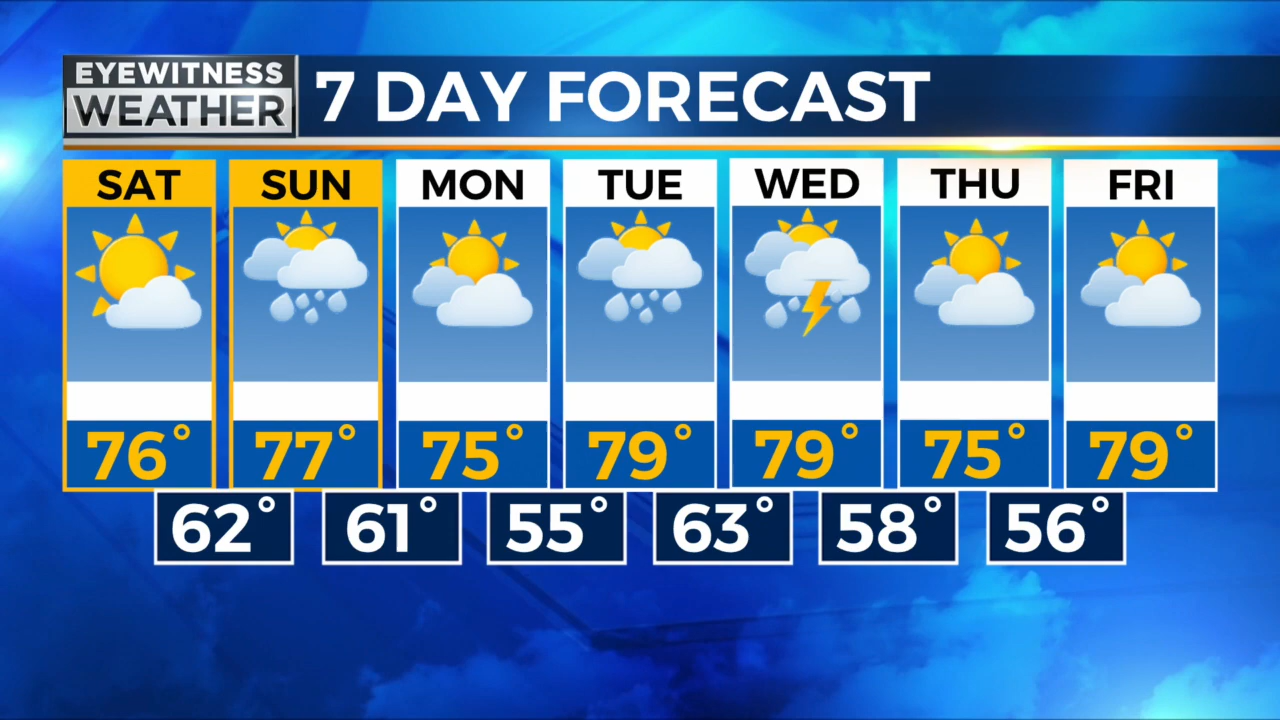 EYEWITNESS
WEATHER
7 DAY FORECAST
SAT SUN MON TUE WED THU FRI
76° 77° 75° 79° 79° 75° 79°
62° 61° 55° 63° 58° 56°